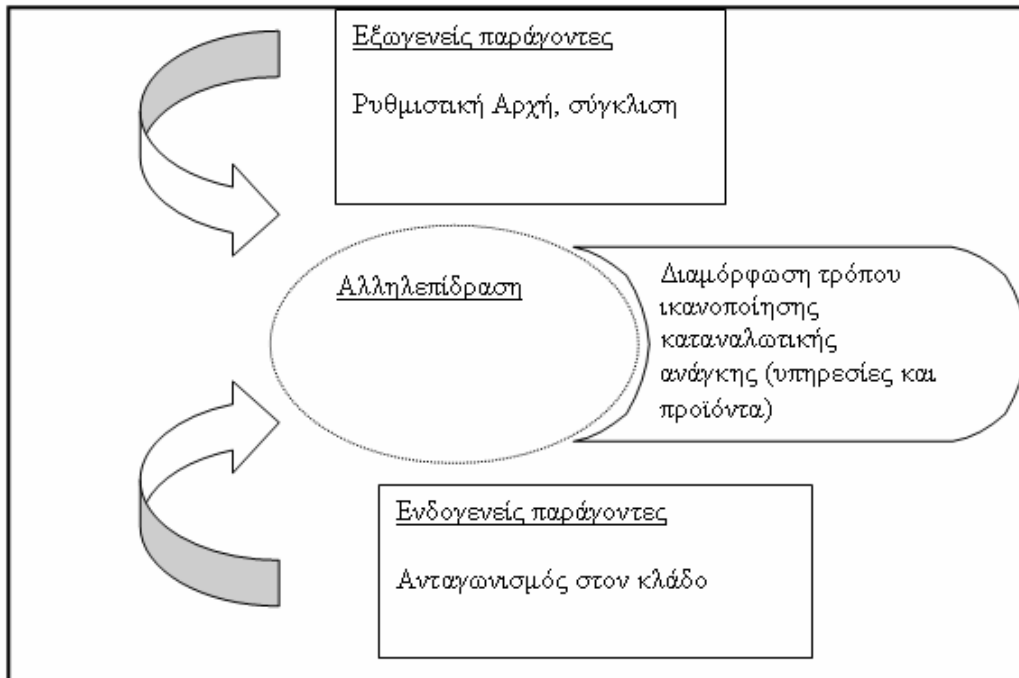 Εξωγενείς παράγοντες
Ρυθμιστική Αρχή, σύγκλιση
Αλληλεπίδραση
Διαμόρφωση τρόπου
ικανοποίησης
καταναλωτικής
ανάγκης (υπηρεσίες και
προϊόντα)
Ενδογενείς παράγοντες
Ανταγωνισμός στον κλάδο